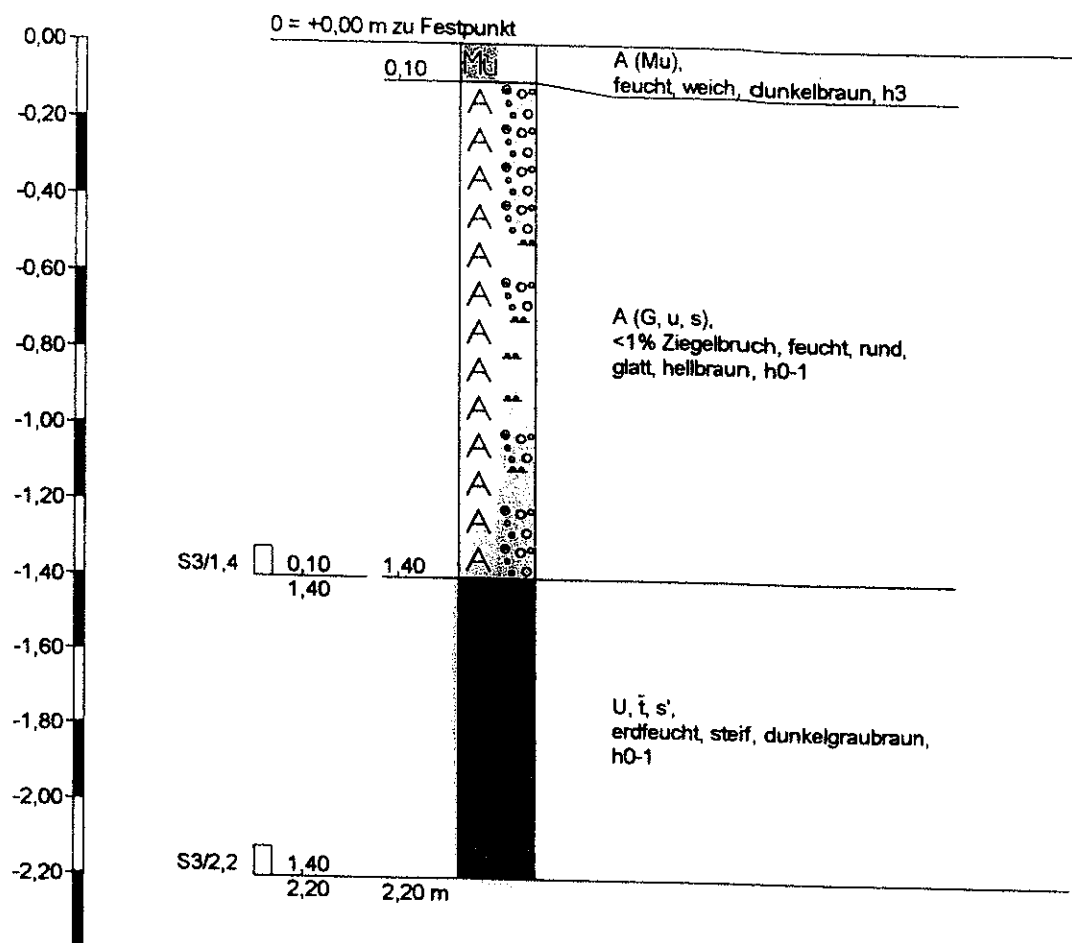 0 = +0,00 m zu Festpunkt
0,00
-0,20
-0,40
-0,60
-0,80
-1,00
-1,20
-1,40
-1,60
-1,80
-2,00
-2,20
Mu
0,10
A (Mu),
feucht, weich, dunkelbraun, h3
A
A
A
A
A
A
A
A
A
A
A
A
A
A (G, u, s),
<1% Ziegelbruch, feucht, rund,
glatt, hellbraun, h0-1
S3/1,4 0,10 1,40
1,40
U, t̄, s',
erdfeucht, steif, dunkelgraubraun,
h0-1
S3/2,2 1,40
2,20 2,20 m